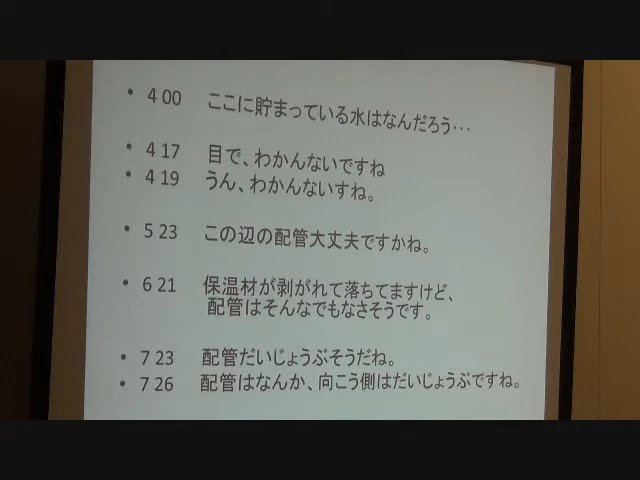 • 4 00 ここに貯まっている水はなんだろう…
• 4 17 目で、わかんないですね
• 4 19 うん、わかんないすね。
• 5 23 この辺の配管大丈夫ですかね。
• 6 21 保温材が剥がれて落ちてますけど、
配管はそんなでもなさそうです。
• 7 23 配管だいじょうぶそうだね。
• 7 26 配管はなんか、向こう側はだいじょうぶですね。